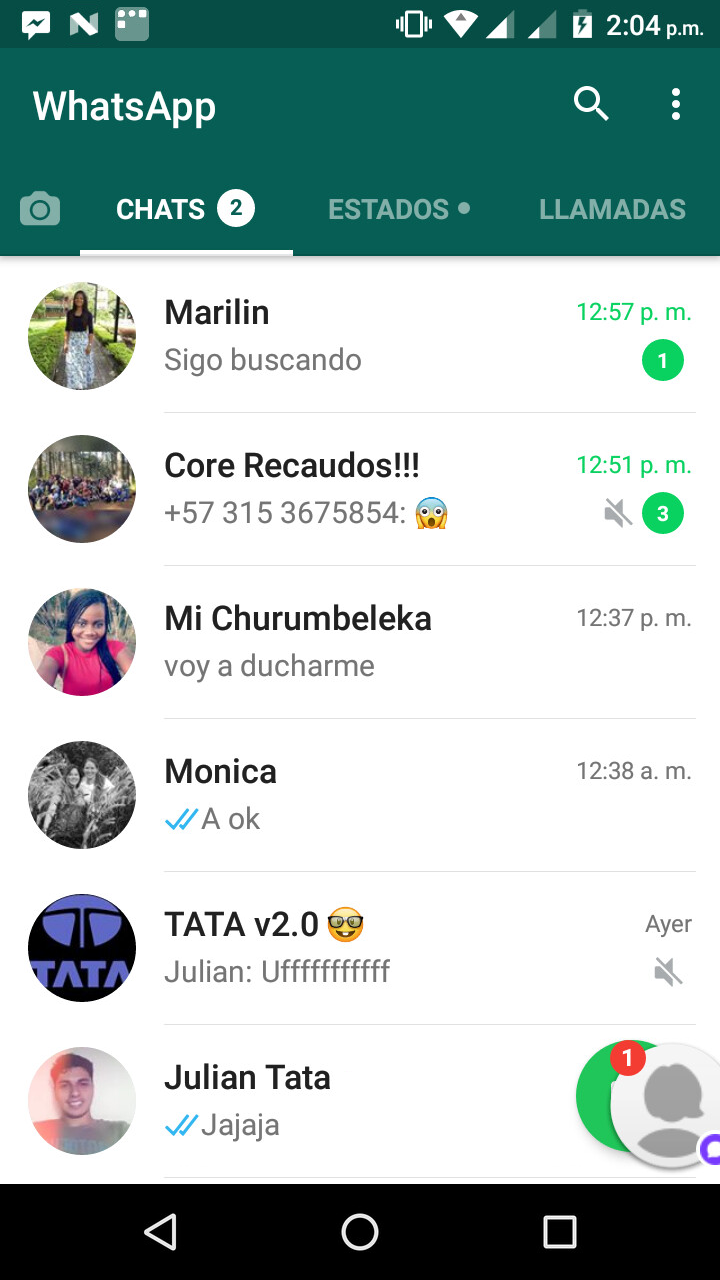 2:04 p.m.
WhatsApp
CHATS 2 ESTADOS • LLAMADAS
Marilin 12:57 p. m.
Sigo buscando 1
Core Recaudos!!! 12:51 p. m.
+57 315 3675854: 😱 3
Mi Churumbeleka 12:37 p. m.
voy a ducharme
Monica 12:38 a. m.
A ok
TATA v2.0 🤓 Ayer
Julian: Ufffffffffff
TATA
Julian Tata
1
Jajaja